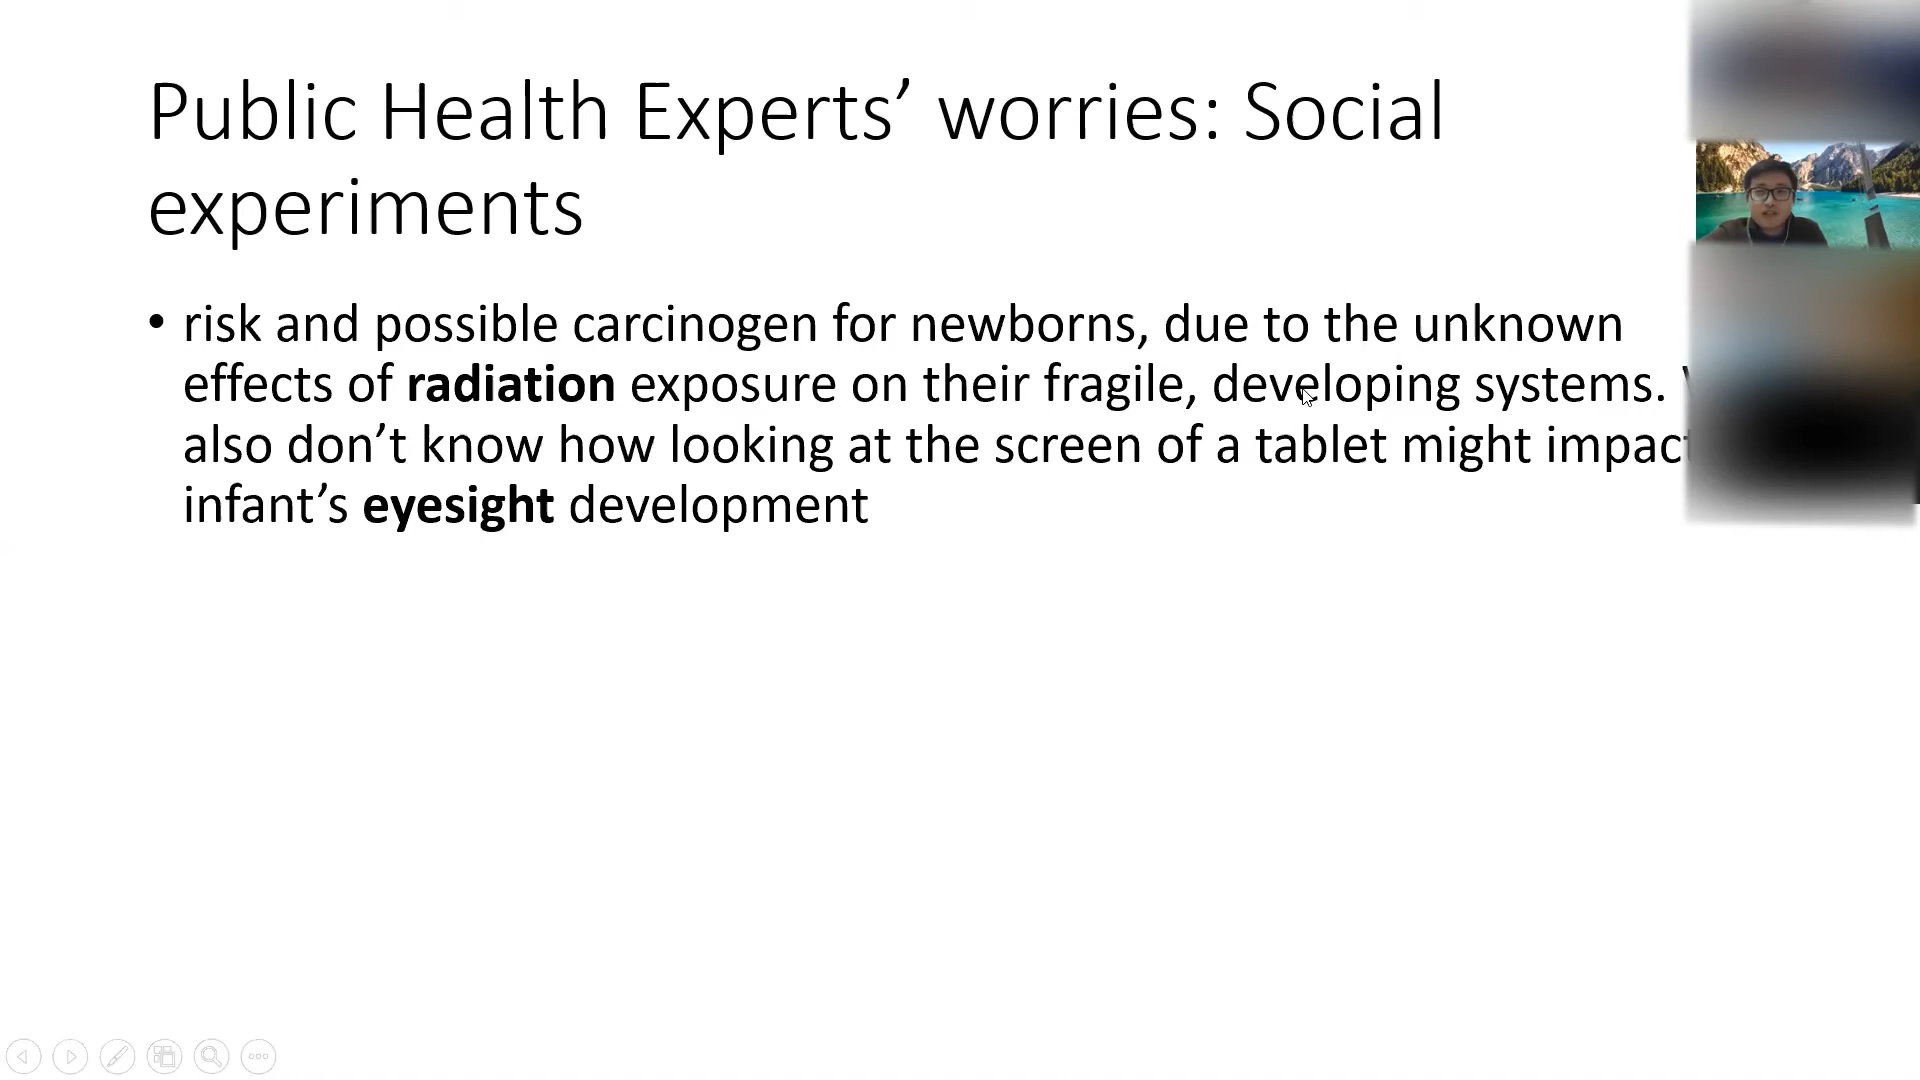 Public Health Experts’ worries: Social
experiments
• risk and possible carcinogen for newborns, due to the unknown
effects of radiation exposure on their fragile, developing systems.
also don’t know how looking at the screen of a tablet might impact
infant’s eyesight development